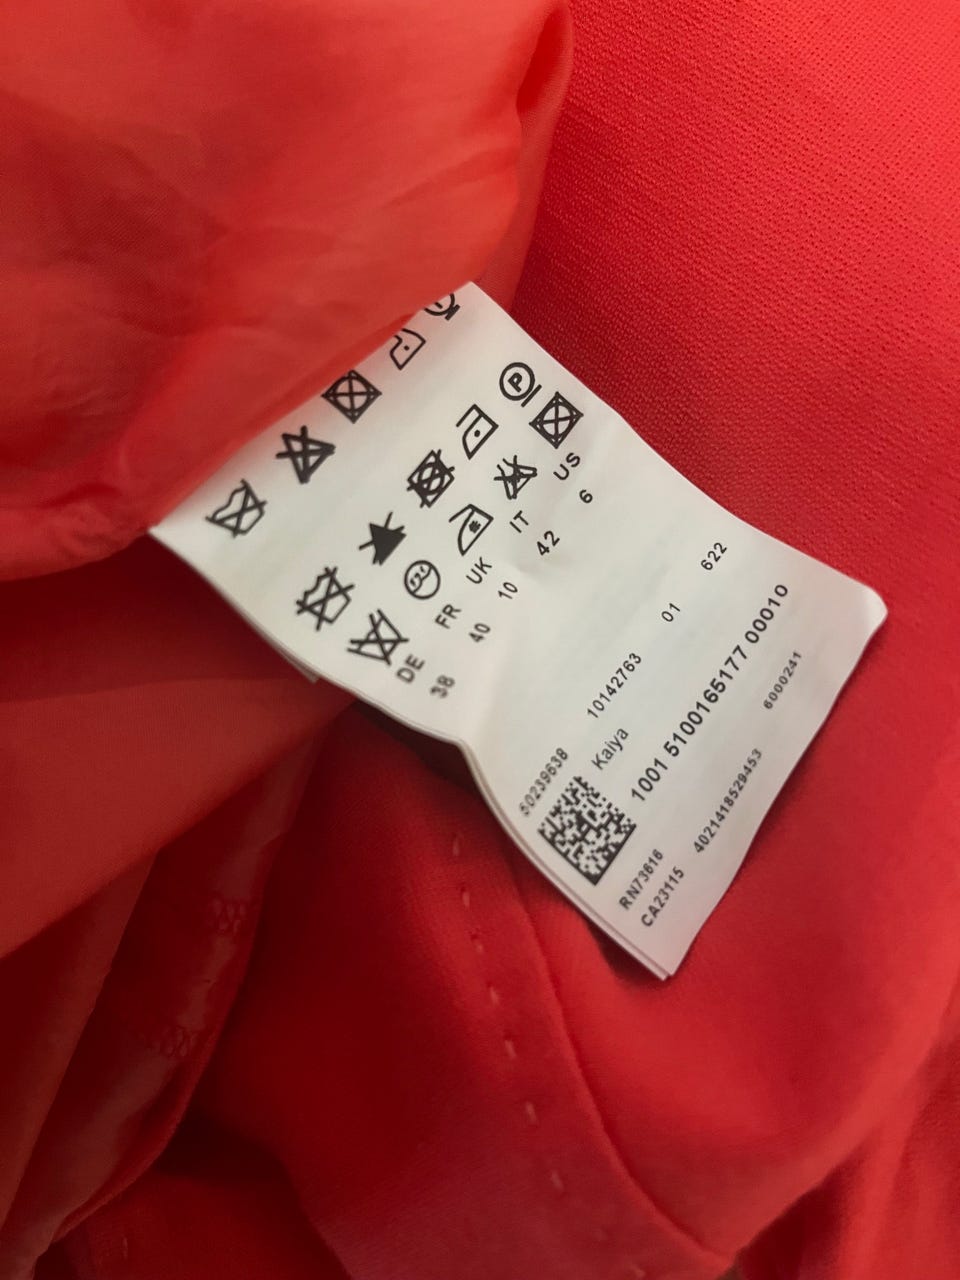 DE FR UK IT US
38 40 10 42 6
50239638 10142763 01 622
Kaiya
1001 5100165177 00010
RN73616 4021418529453 6000241
CA23115